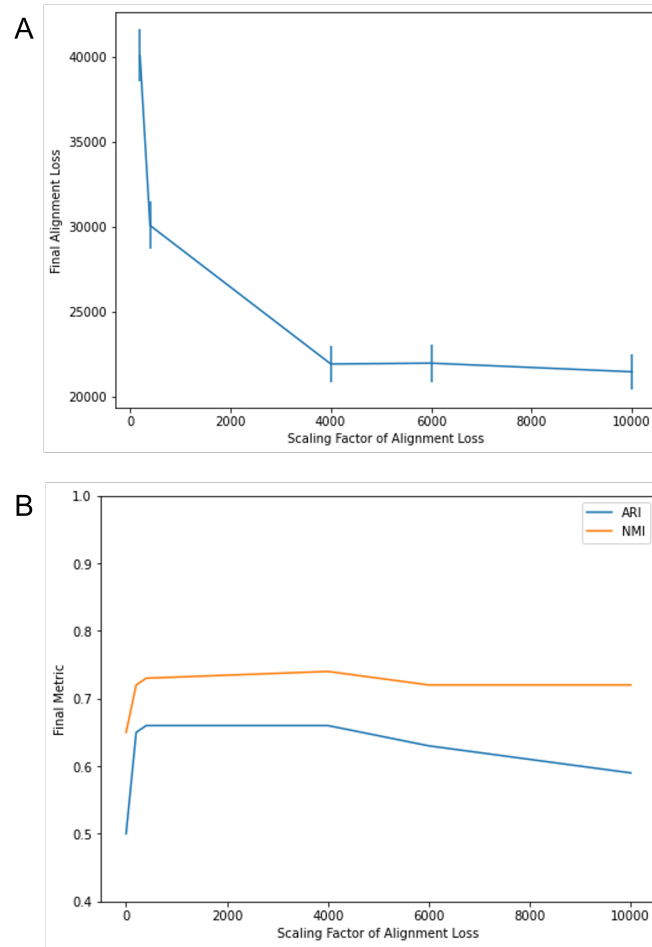 A
40000
35000
30000
25000
20000
Final Alignment Loss
0 2000 4000 6000 8000 10000
Scaling Factor of Alignment Loss
B
ARI
NMI
1.0
0.9
0.8
0.7
0.6
0.5
0.4
Final Metric
0 2000 4000 6000 8000 10000
Scaling Factor of Alignment Loss